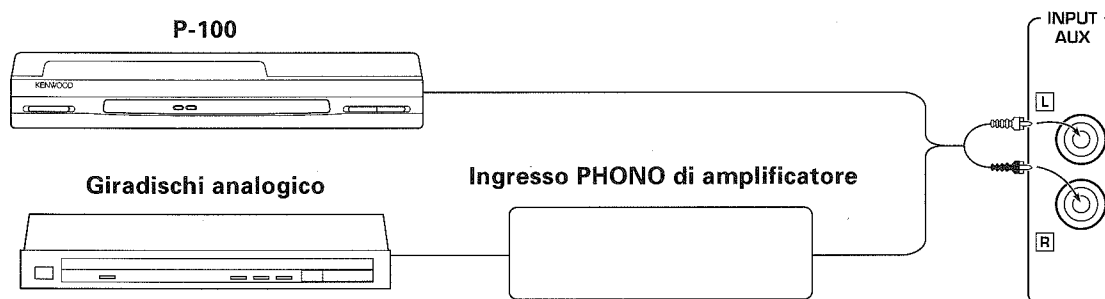 P-100
KENWOOD
Giradischi analogico
Ingresso PHONO di amplificatore
INPUT
AUX
L
R